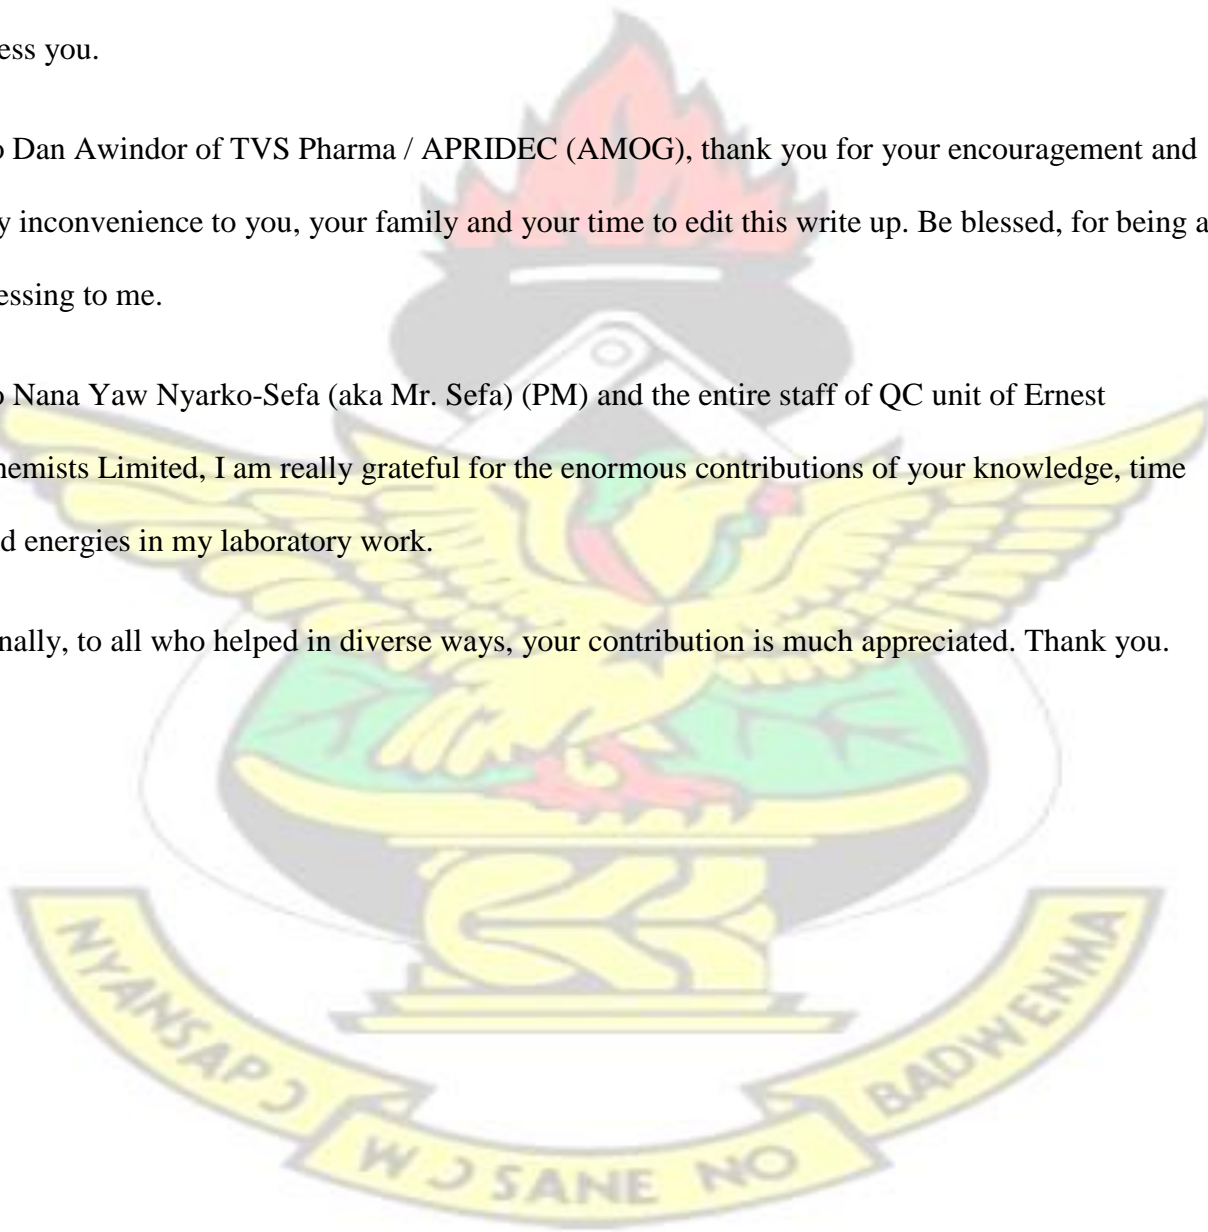 ess you.
o Dan Awindor of TVS Pharma / APRIDEC (AMOG), thank you for your encouragement and
y inconvenience to you, your family and your time to edit this write up. Be blessed, for being a
essing to me.
o Nana Yaw Nyarko-Sefa (aka Mr. Sefa) (PM) and the entire staff of QC unit of Ernest
hemists Limited, I am really grateful for the enormous contributions of your knowledge, time
d energies in my laboratory work.
nally, to all who helped in diverse ways, your contribution is much appreciated. Thank you.
NYANSAPƆ
WƆSANE NO
BADWENMA